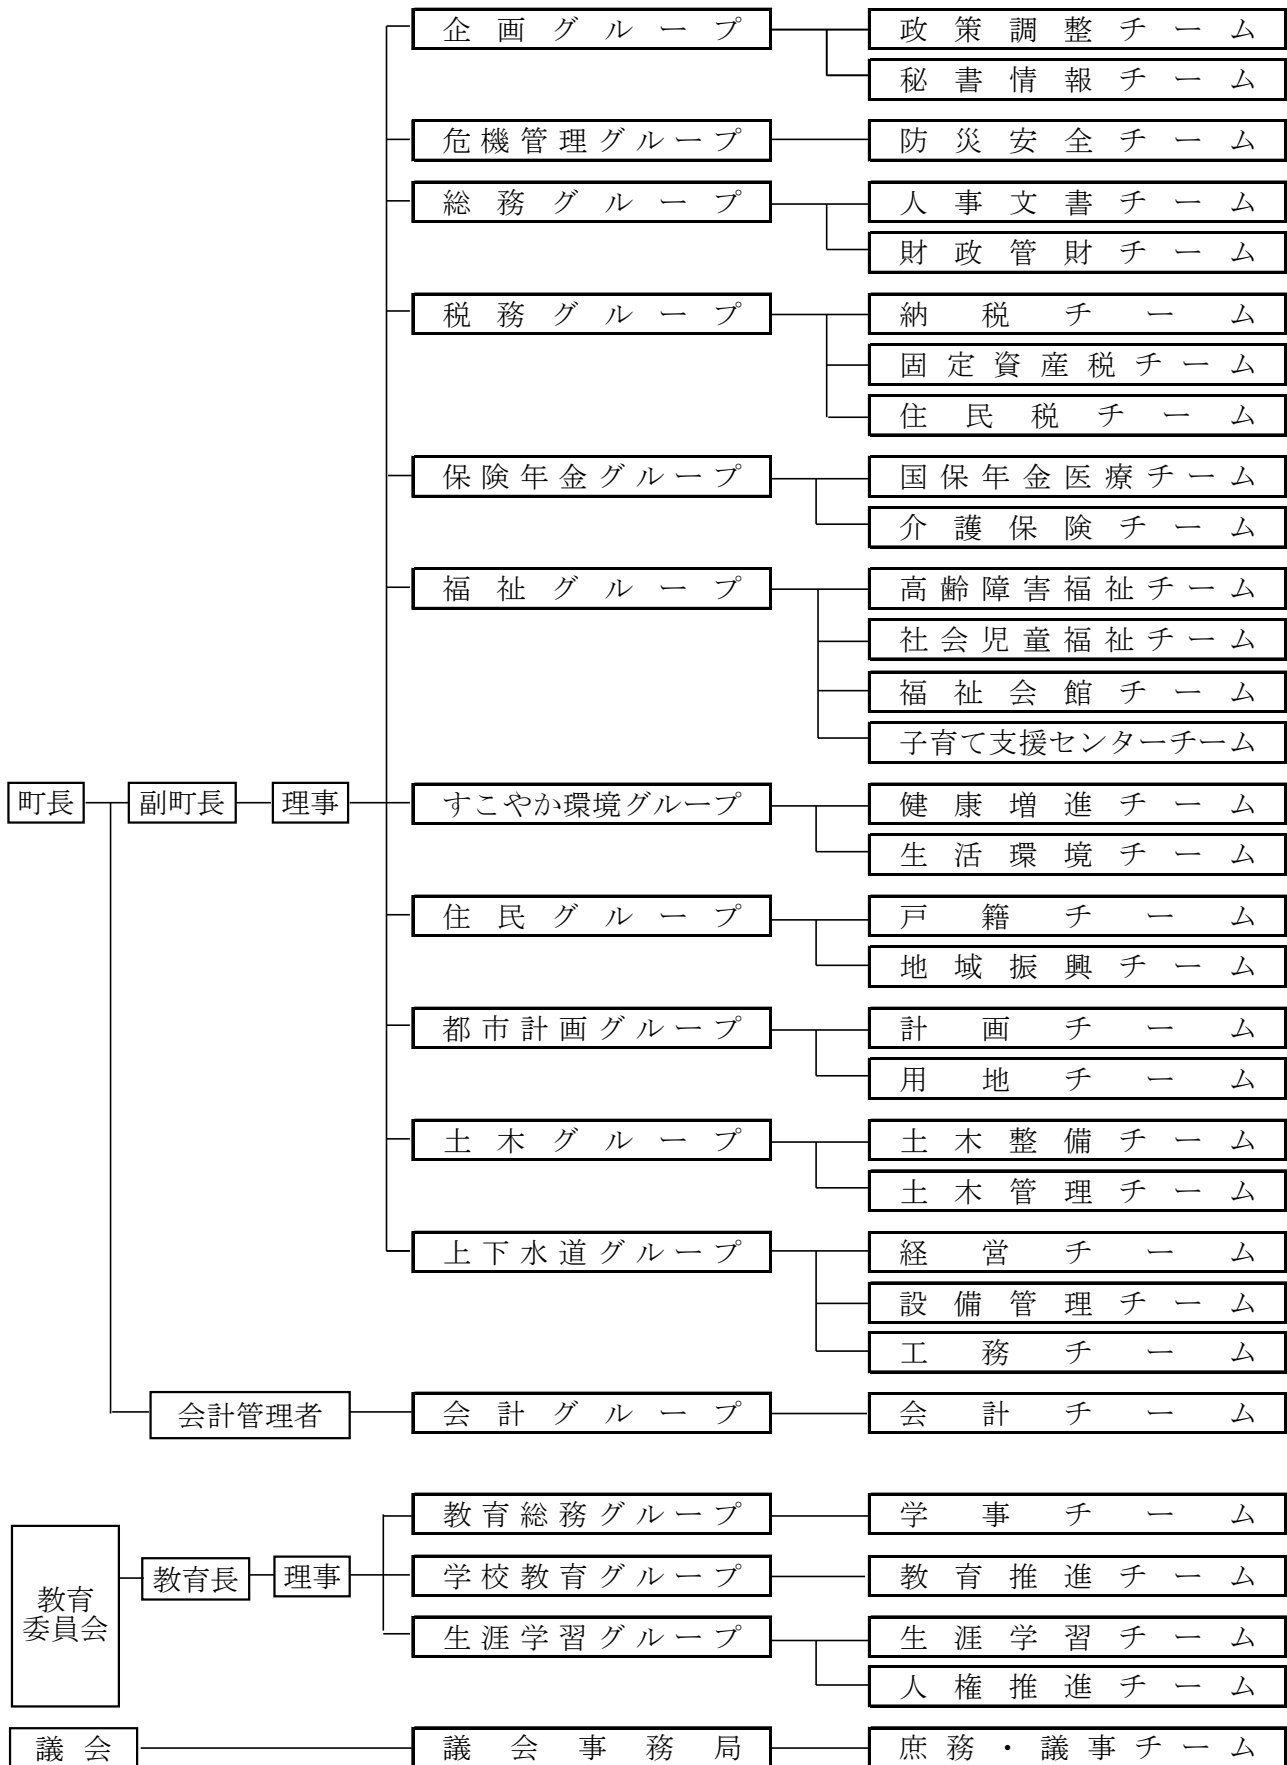 企画グループ
政策調整チーム
秘書情報チーム
危機管理グループ
防災安全チーム
総務グループ
人事文書チーム
財政管財チーム
税務グループ
納税チーム
固定資産税チーム
住民税チーム
保険年金グループ
国保年金医療チーム
介護保険チーム
福祉グループ
高齢障害福祉チーム
社会児童福祉チーム
福祉会館チーム
子育て支援センターチーム
町長
副町長
理事
すこやか環境グループ
健康増進チーム
生活環境チーム
住民グループ
戸籍チーム
地域振興チーム
都市計画グループ
計画チーム
用地チーム
土木グループ
土木整備チーム
土木管理チーム
上下水道グループ
経営チーム
設備管理チーム
工務チーム
会計管理者
会計グループ
会計チーム
教育総務グループ
学事チーム
教育
委員会
教育長
理事
学校教育グループ
教育推進チーム
生涯学習グループ
生涯学習チーム
人権推進チーム
議会
議会事務局
庶務・議事チーム